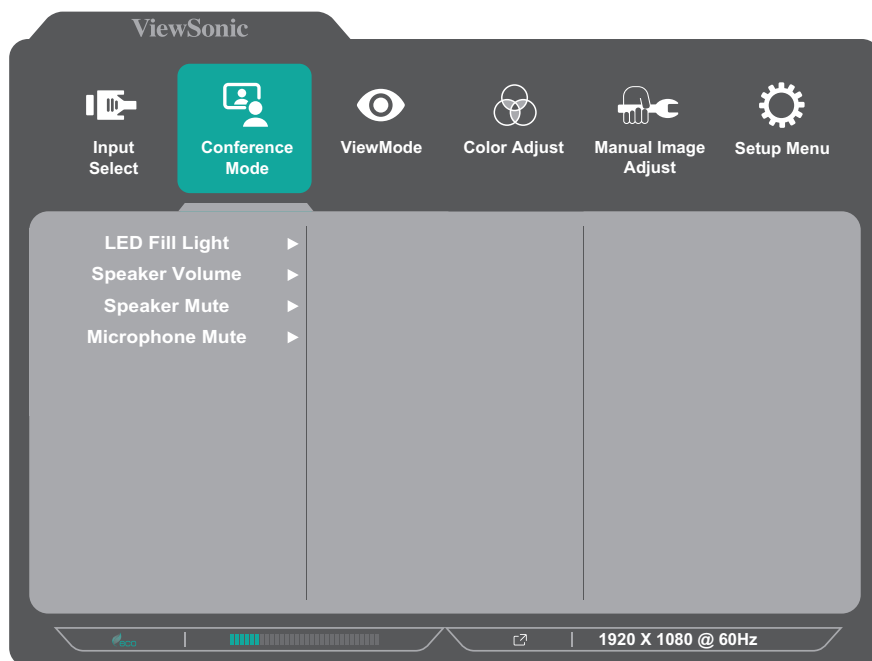 ViewSonic
Input
Select
Conference
Mode
ViewMode
Color Adjust
Manual Image
Adjust
Setup Menu
LED Fill Light
Speaker Volume
Speaker Mute
Microphone Mute
eco
1920 X 1080 @ 60Hz